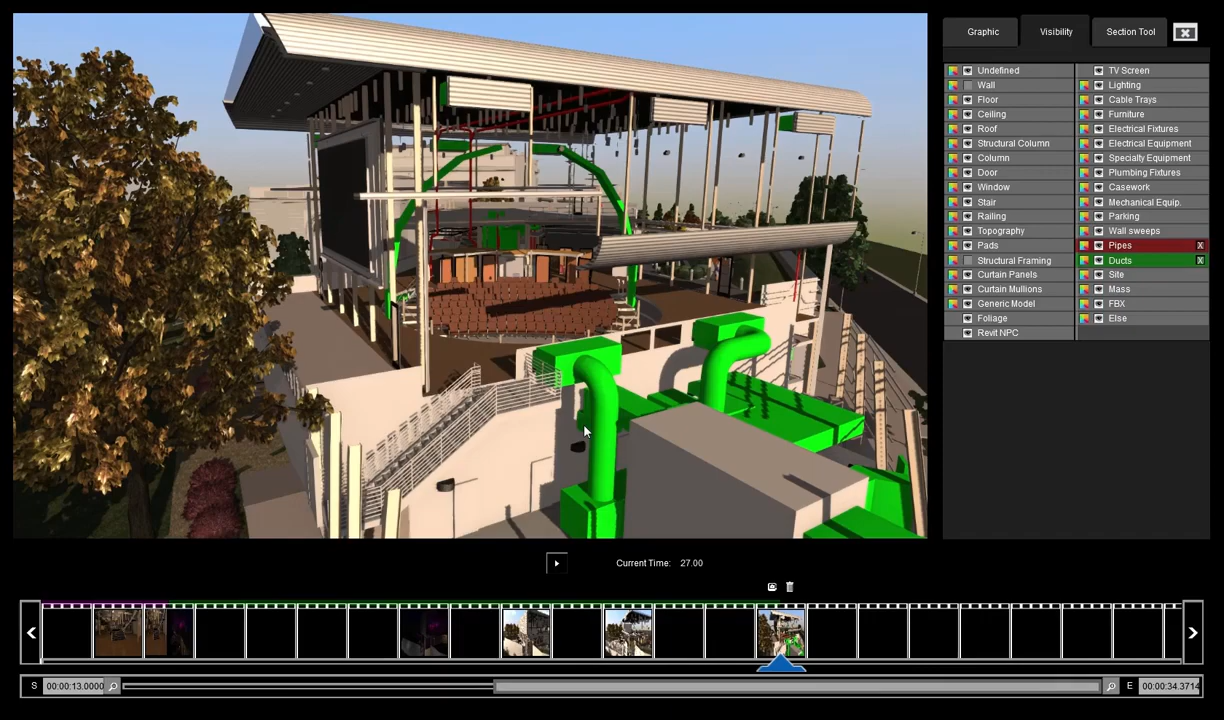 Graphic
Visibility
Section Tool
Undefined
Wall
Floor
Ceiling
Roof
Structural Column
Column
Door
Window
Stair
Railing
Topography
Pads
Structural Framing
Curtain Panels
Curtain Mullions
Generic Model
Foliage
Revit NPC
TV Screen
Lighting
Cable Trays
Furniture
Electrical Fixtures
Electrical Equipment
Specialty Equipment
Plumbing Fixtures
Casework
Mechanical Equip.
Parking
Wall sweeps
Pipes X
Ducts X
Site
Mass
FBX
Else
Current Time: 27.00
S 00:00:13.0000
E 00:00:34.3714